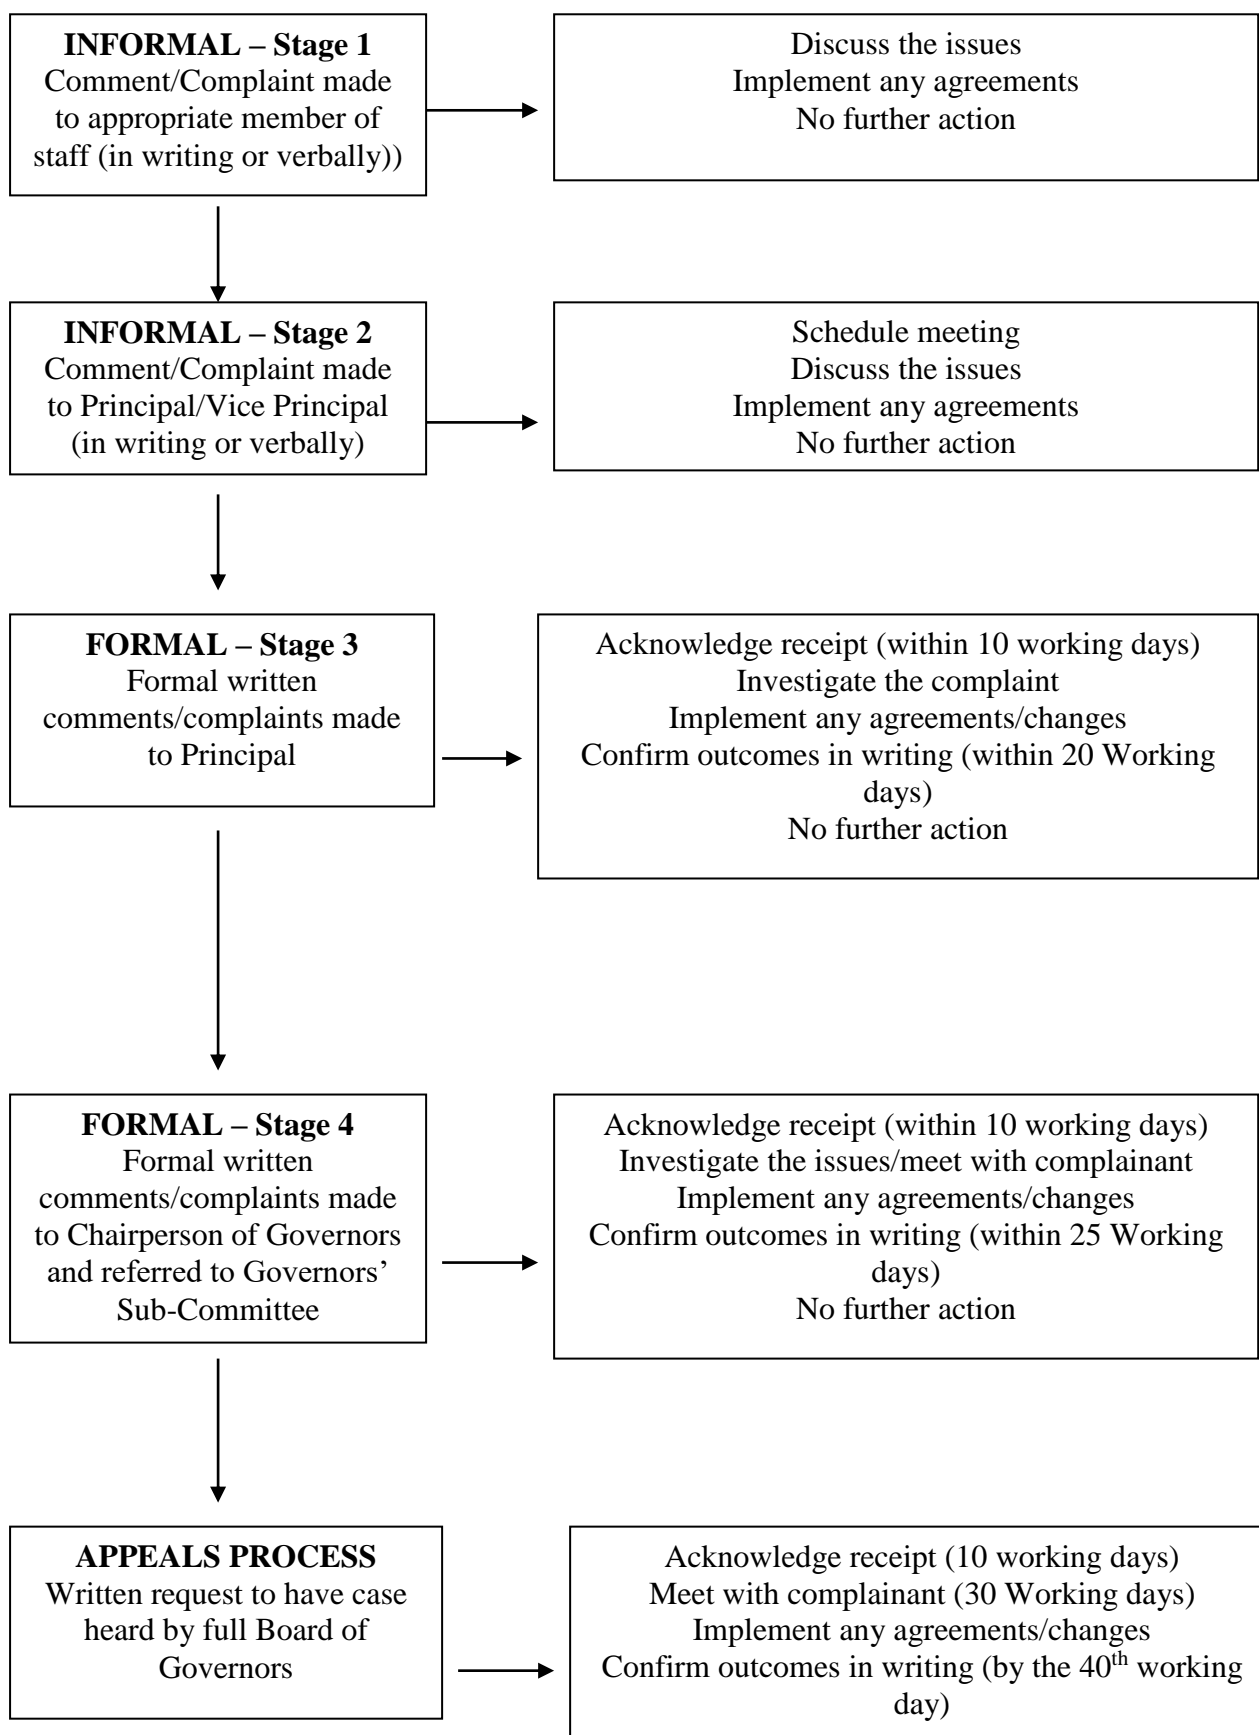 INFORMAL – Stage 1
Comment/Complaint made
to appropriate member of
staff (in writing or verbally))
Discuss the issues
Implement any agreements
No further action
INFORMAL – Stage 2
Comment/Complaint made
to Principal/Vice Principal
(in writing or verbally)
Schedule meeting
Discuss the issues
Implement any agreements
No further action
FORMAL – Stage 3
Formal written
comments/complaints made
to Principal
Acknowledge receipt (within 10 working days)
Investigate the complaint
Implement any agreements/changes
Confirm outcomes in writing (within 20 Working
days)
No further action
FORMAL – Stage 4
Formal written
comments/complaints made
to Chairperson of Governors
and referred to Governors’
Sub-Committee
Acknowledge receipt (within 10 working days)
Investigate the issues/meet with complainant
Implement any agreements/changes
Confirm outcomes in writing (within 25 Working
days)
No further action
APPEALS PROCESS
Written request to have case
heard by full Board of
Governors
Acknowledge receipt (10 working days)
Meet with complainant (30 Working days)
Implement any agreements/changes
Confirm outcomes in writing (by the 40th working
day)